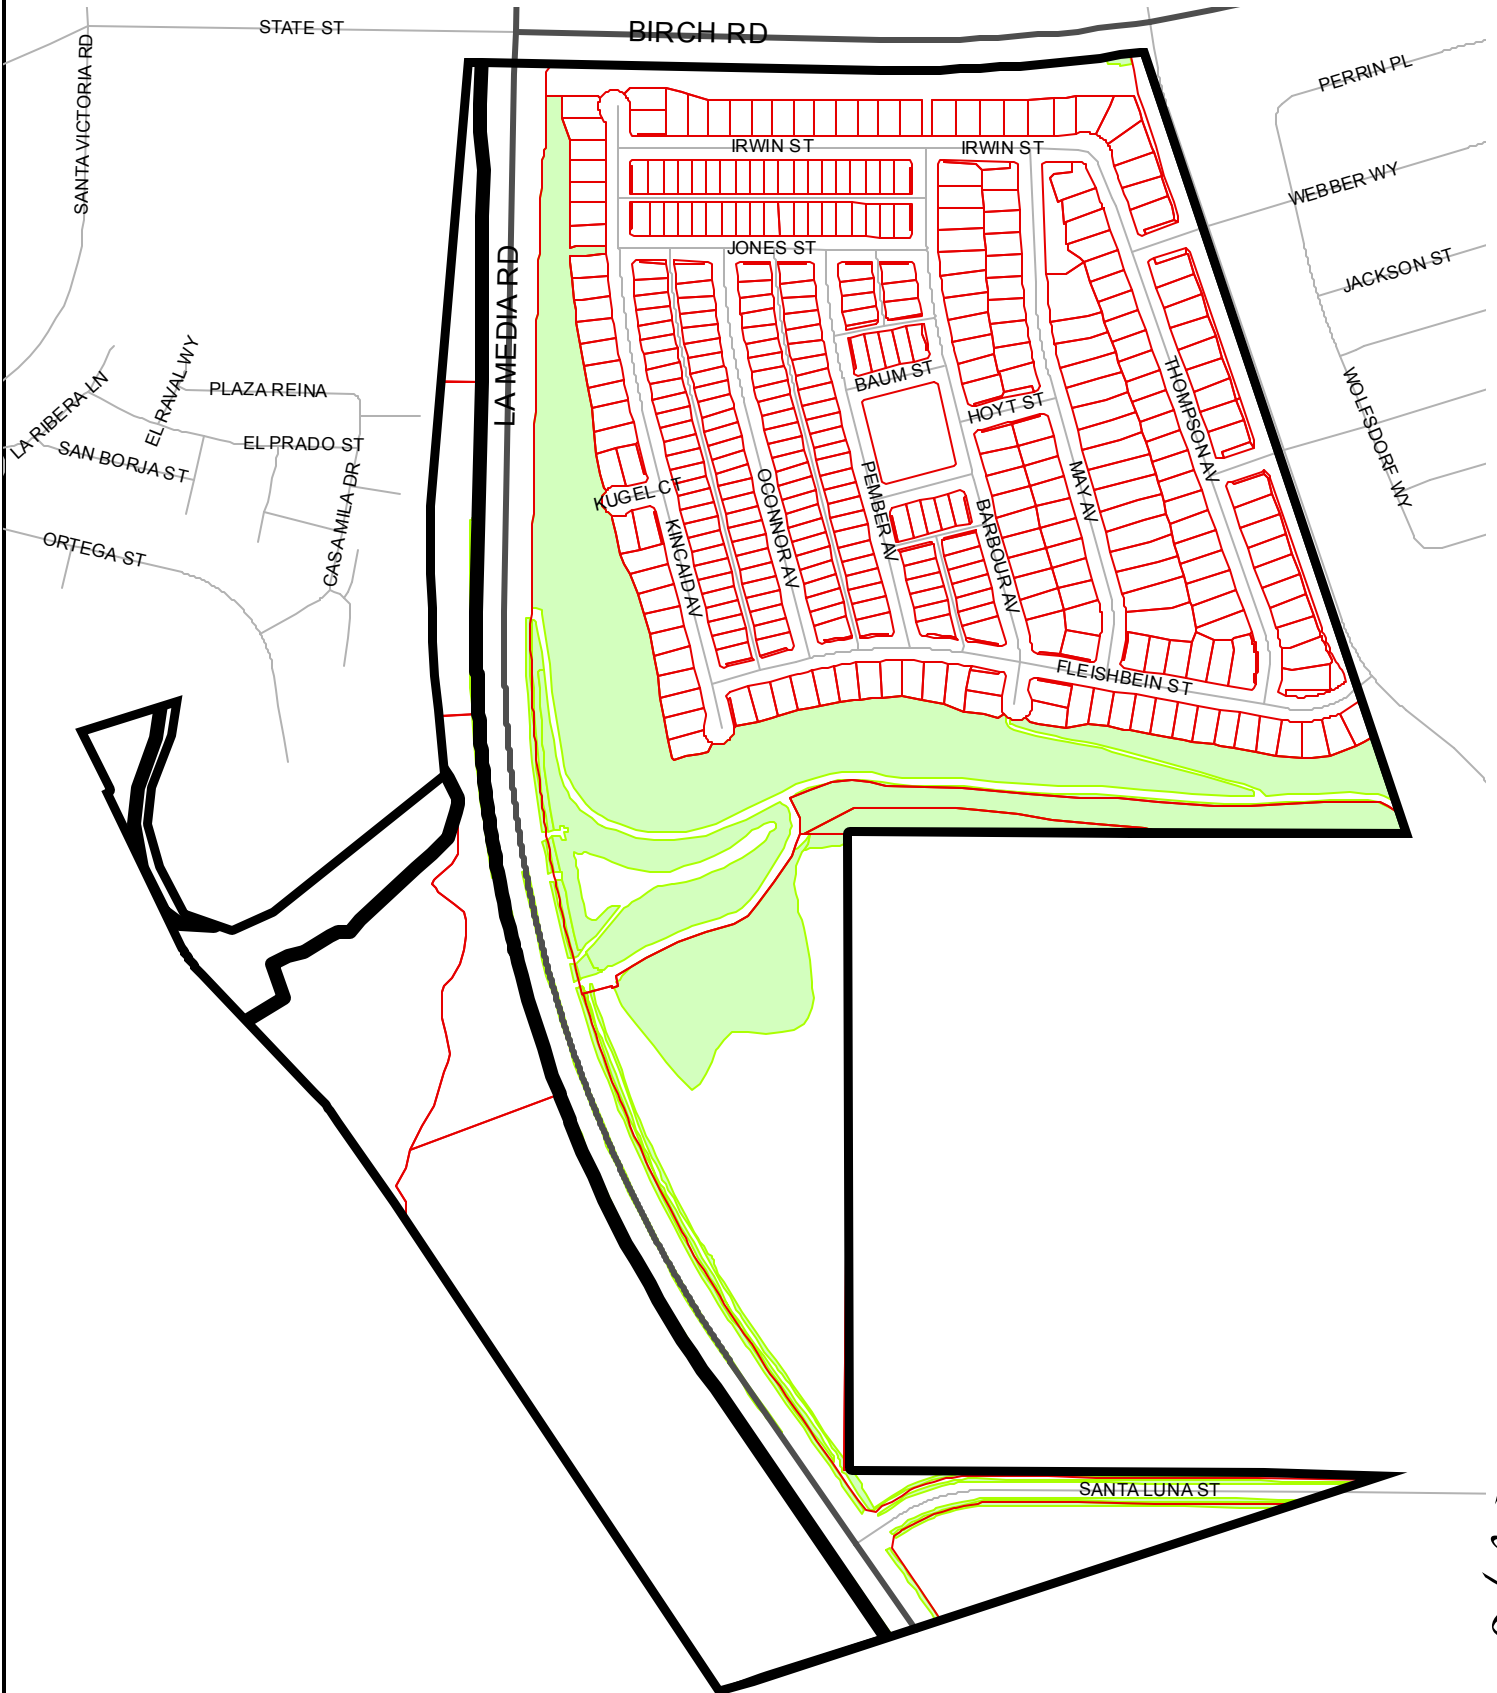 STATE ST
BIRCH RD
SANTA VICTORIA RD
PERRIN PL
IRWIN ST
IRWIN ST
WEBBER WY
JONES ST
JACKSON ST
LA MEDIA RD
LA RIBERA LN
EL RAVAL WY
PLAZA REINA
BAUM ST
THOMPSON AV
WOLFSDORF WY
HOYT ST
SAN BORJA ST
EL PRADO ST
CASA MILA DR
KUGEL CT
OCONNOR AV
PEMBER AV
MAY AV
KINCAID AV
BARBOUR AV
ORTEGA ST
FLEISHBEIN ST
SANTA LUNA ST